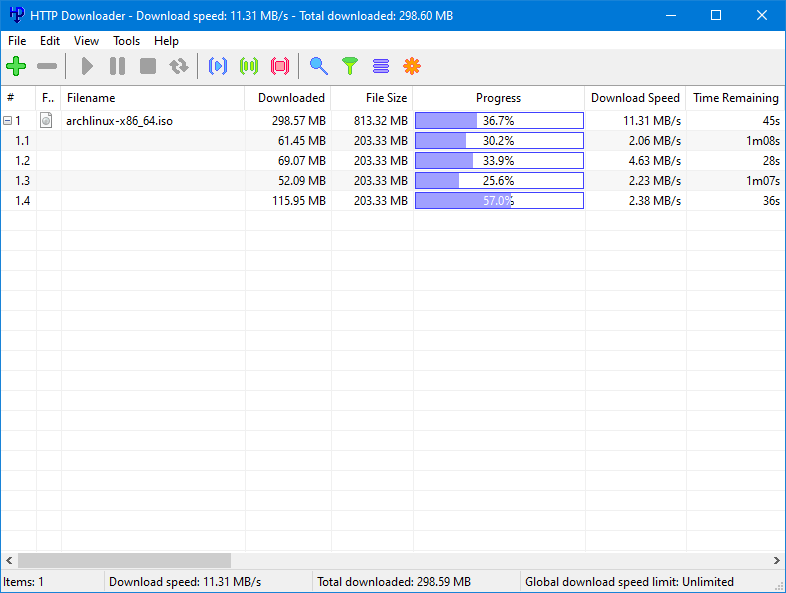 HTTP Downloader - Download speed: 11.31 MB/s - Total downloaded: 298.60 MB
File Edit View Tools Help
# F.. Filename Downloaded File Size Progress Download Speed Time Remaining
1 archlinux-x86_64.iso 298.57 MB 813.32 MB 36.7% 11.31 MB/s 45s
1.1 61.45 MB 203.33 MB 30.2% 2.06 MB/s 1m08s
1.2 69.07 MB 203.33 MB 33.9% 4.63 MB/s 28s
1.3 52.09 MB 203.33 MB 25.6% 2.23 MB/s 1m07s
1.4 115.95 MB 203.33 MB 57.0% 2.38 MB/s 36s
Items: 1 Download speed: 11.31 MB/s Total downloaded: 298.59 MB Global download speed limit: Unlimited